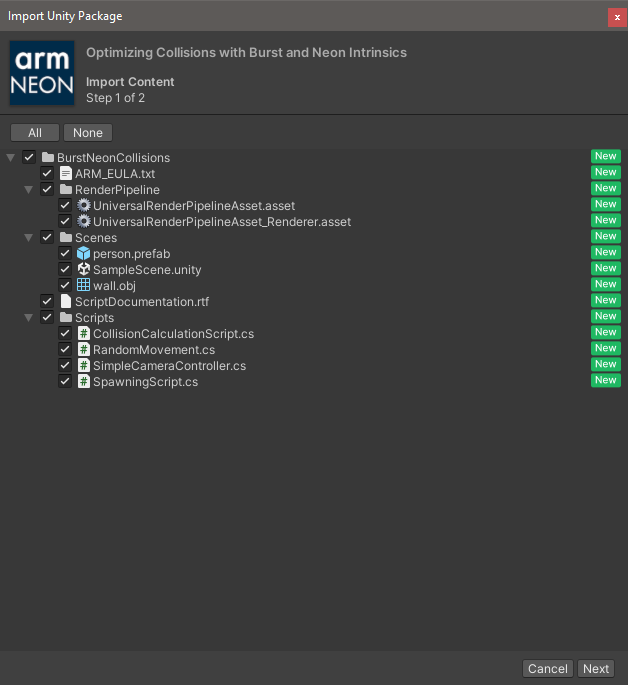 Import Unity Package
x
arm
NEON
Optimizing Collisions with Burst and Neon Intrinsics
Import Content
Step 1 of 2
All None
BurstNeonCollisions New
ARM_EULA.txt New
RenderPipeline New
UniversalRenderPipelineAsset.asset New
UniversalRenderPipelineAsset_Renderer.asset New
Scenes New
person.prefab New
SampleScene.unity New
wall.obj New
ScriptDocumentation.rtf New
Scripts New
# CollisionCalculationScript.cs New
# RandomMovement.cs New
# SimpleCameraController.cs New
# SpawningScript.cs New
Cancel Next